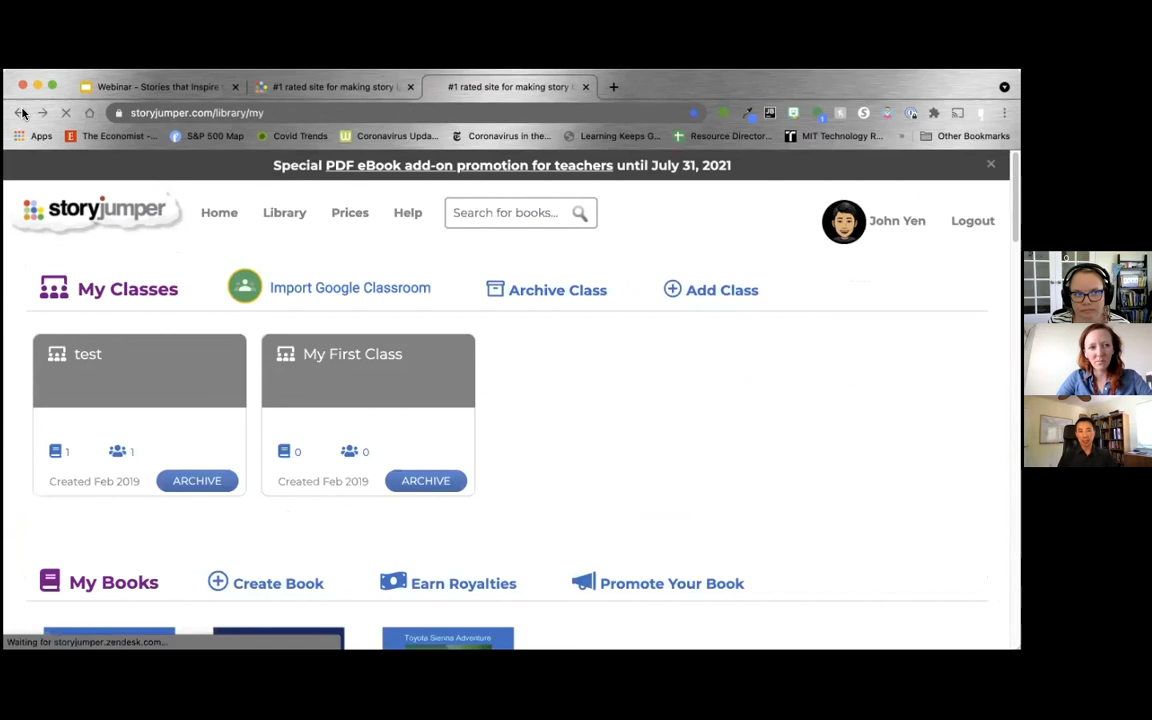 Webinar - Stories that Inspire
#1 rated site for making story
#1 rated site for making story
storyjumper.com/library/my
Apps
The Economist -...
S&P 500 Map
Covid Trends
Coronavirus Upda...
Coronavirus in the...
Learning Keeps G...
Resource Director...
MIT Technology R...
Other Bookmarks
Special PDF eBook add-on promotion for teachers until July 31, 2021
storyjumper
Home
Library
Prices
Help
Search for books...
John Yen
Logout
My Classes
Import Google Classroom
Archive Class
Add Class
test
My First Class
1
1
0
0
Created Feb 2019
ARCHIVE
Created Feb 2019
ARCHIVE
My Books
Create Book
Earn Royalties
Promote Your Book
Toyota Sienna Adventure
Waiting for storyjumper.zendesk.com...